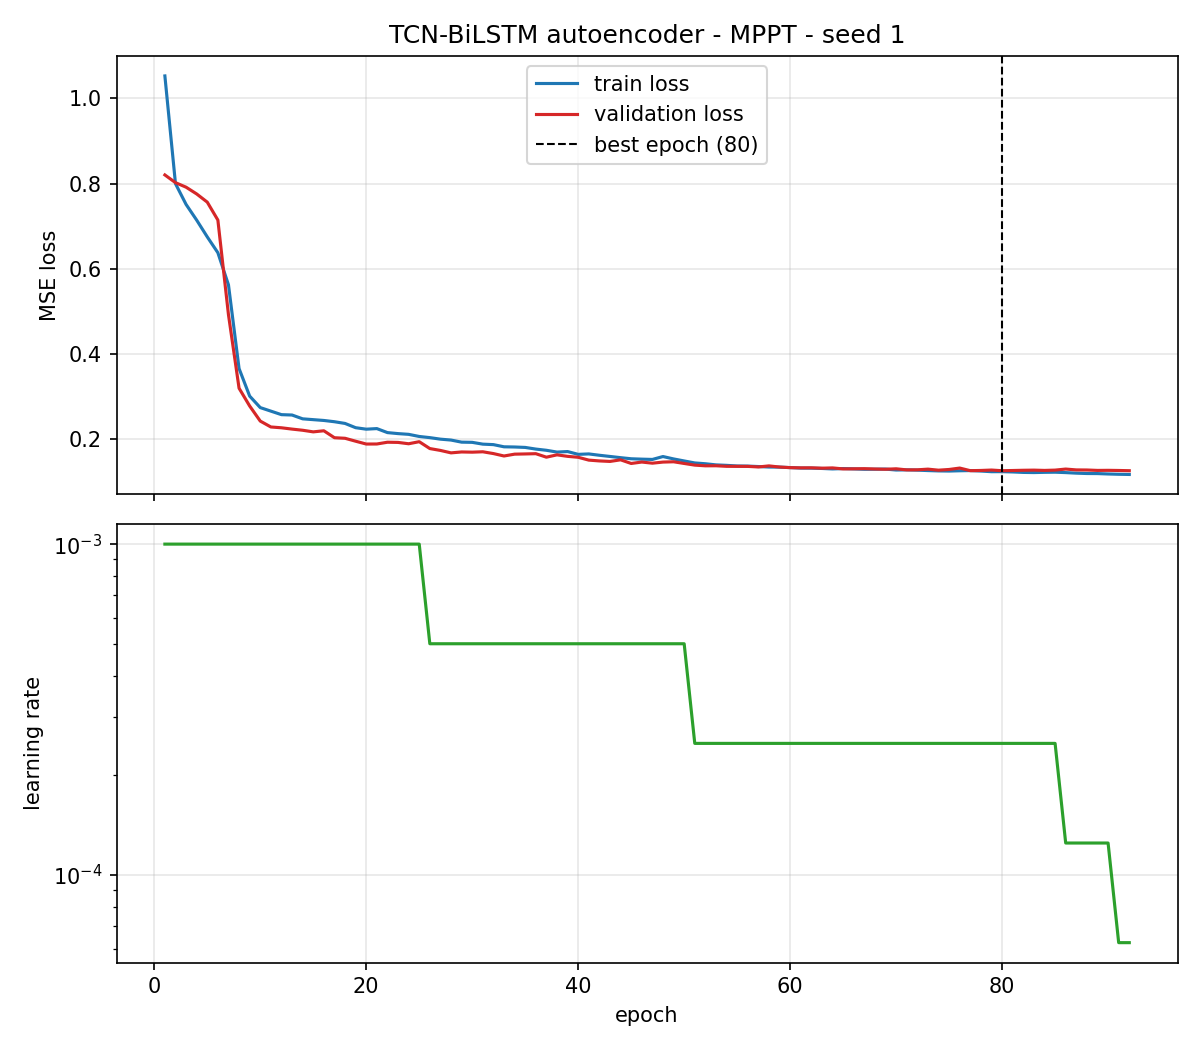 TCN-BiLSTM autoencoder - MPPT - seed 1
train loss
validation loss
best epoch (80)
MSE loss
1.0
0.8
0.6
0.4
0.2
learning rate
10⁻³
10⁻⁴
0 20 40 60 80
epoch